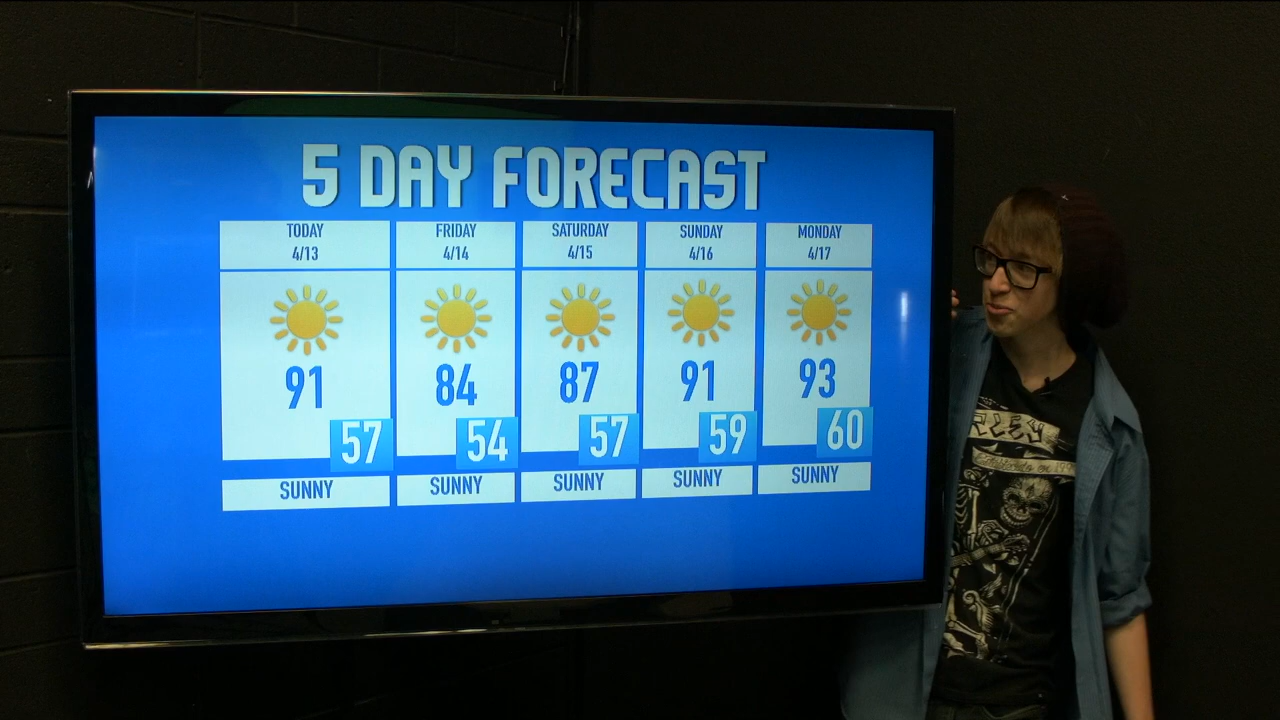 5 DAY FORECAST
TODAY
4/13
91
57
SUNNY
FRIDAY
4/14
84
54
SUNNY
SATURDAY
4/15
87
57
SUNNY
SUNDAY
4/16
91
59
SUNNY
MONDAY
4/17
93
60
SUNNY
RLEY